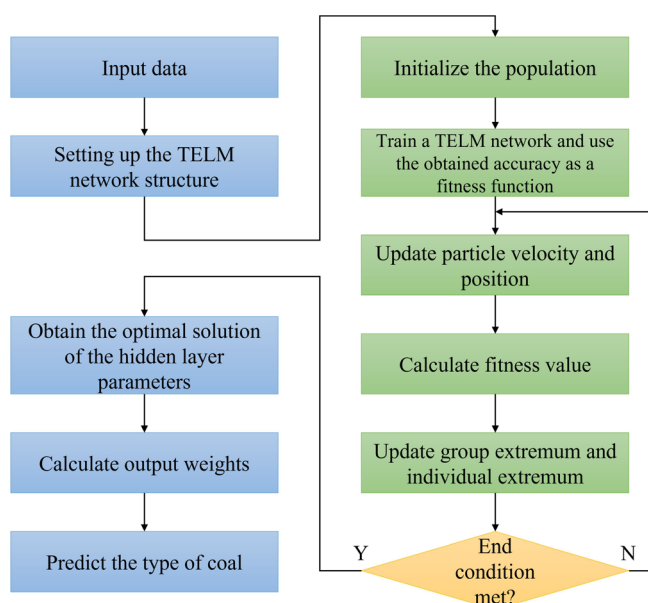 Input data
Setting up the TELM
network structure
Initialize the population
Train a TELM network and use
the obtained accuracy as a
fitness function
Update particle velocity and
position
Calculate fitness value
Update group extremum and
individual extremum
End
condition
met?
Y
N
Obtain the optimal solution
of the hidden layer
parameters
Calculate output weights
Predict the type of coal